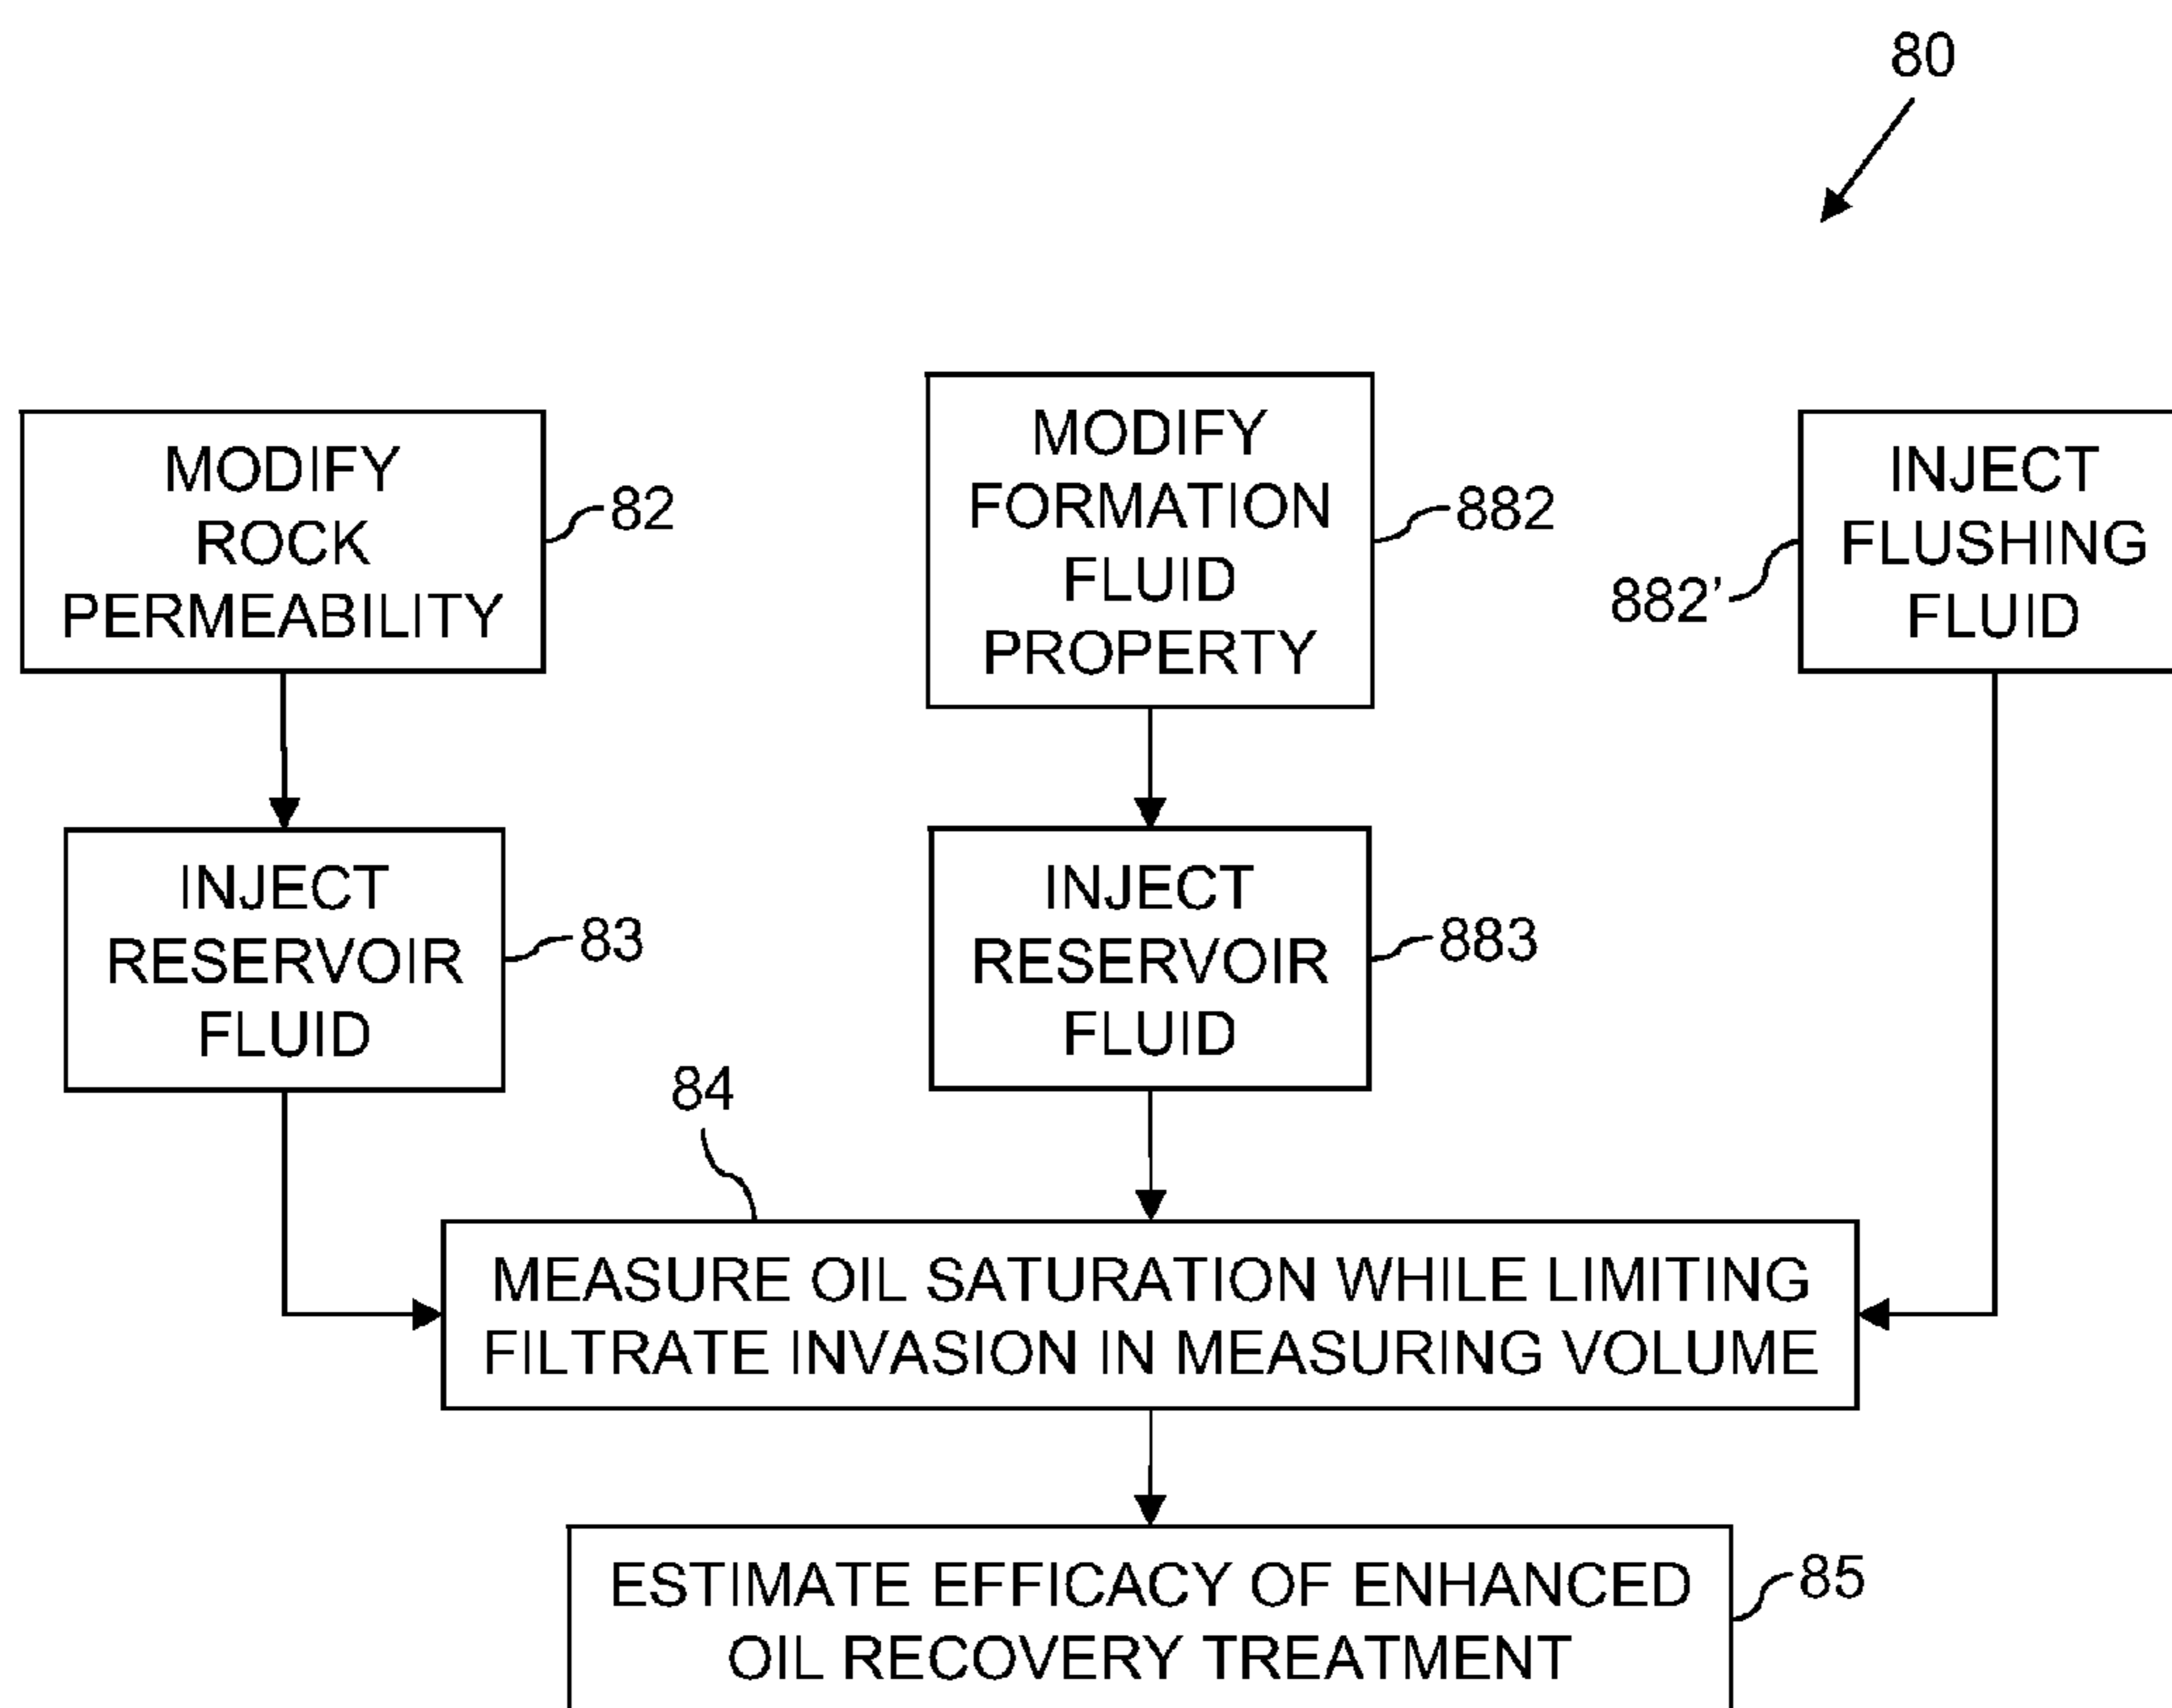 80
MODIFY
ROCK
PERMEABILITY
82
MODIFY
FORMATION
FLUID
PROPERTY
882
INJECT
FLUSHING
FLUID
882’
INJECT
RESERVOIR
FLUID
83
INJECT
RESERVOIR
FLUID
883
84
MEASURE OIL SATURATION WHILE LIMITING
FILTRATE INVASION IN MEASURING VOLUME
ESTIMATE EFFICACY OF ENHANCED
OIL RECOVERY TREATMENT
85